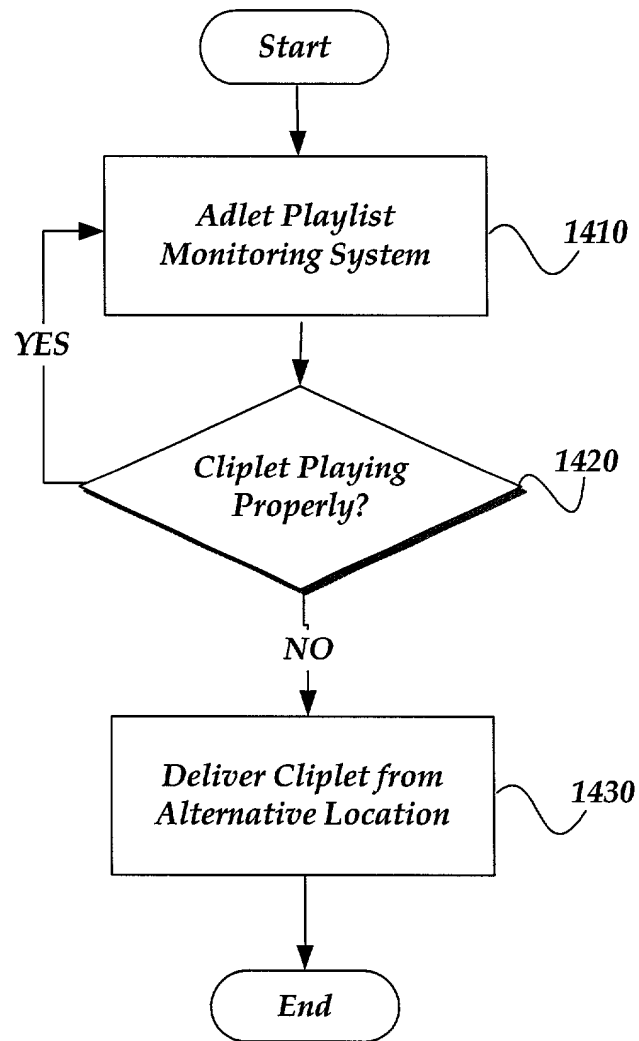 Start
Adlet Playlist
Monitoring System
1410
YES
Cliplet Playing
Properly?
1420
NO
Deliver Cliplet from
Alternative Location
1430
End